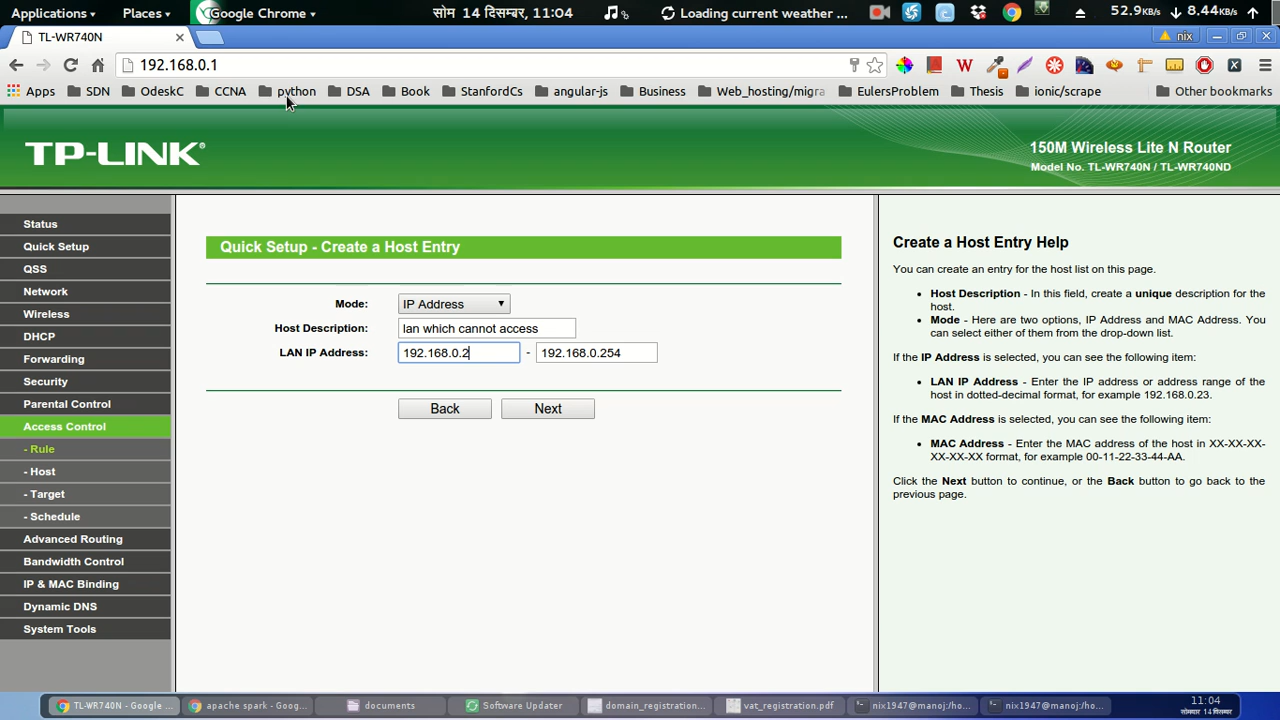 Applications Places Google Chrome सोम 14 दिसम्बर, 11:04 Loading current weather ... 52.9KB/s 8.44KB/s
TL-WR740N nix
192.168.0.1
Apps SDN OdeskC CCNA python DSA Book StanfordCs angular-js Business Web_hosting/migra EulersProblem Thesis ionic/scrape Other bookmarks
TP-LINK
150M Wireless Lite N Router
Model No. TL-WR740N / TL-WR740ND
Status
Quick Setup
QSS
Network
Wireless
DHCP
Forwarding
Security
Parental Control
Access Control
- Rule
- Host
- Target
- Schedule
Advanced Routing
Bandwidth Control
IP & MAC Binding
Dynamic DNS
System Tools
Quick Setup - Create a Host Entry
Mode: IP Address
Host Description: lan which cannot access
LAN IP Address: 192.168.0.2 - 192.168.0.254
Back Next
Create a Host Entry Help
You can create an entry for the host list on this page.
• Host Description - In this field, create a unique description for the
host.
• Mode - Here are two options, IP Address and MAC Address. You
can select either of them from the drop-down list.
If the IP Address is selected, you can see the following item:
• LAN IP Address - Enter the IP address or address range of the
host in dotted-decimal format, for example 192.168.0.23.
If the MAC Address is selected, you can see the following item:
• MAC Address - Enter the MAC address of the host in XX-XX-XX-
XX-XX-XX format, for example 00-11-22-33-44-AA.
Click the Next button to continue, or the Back button to go back to the
previous page.
TL-WR740N - Google ... apache spark - Goog... documents Software Updater domain_registration... vat_registration.pdf nix1947@manoj:/ho... nix1947@manoj:/ho... 11:04
सोमवार 14 दिसम्बर